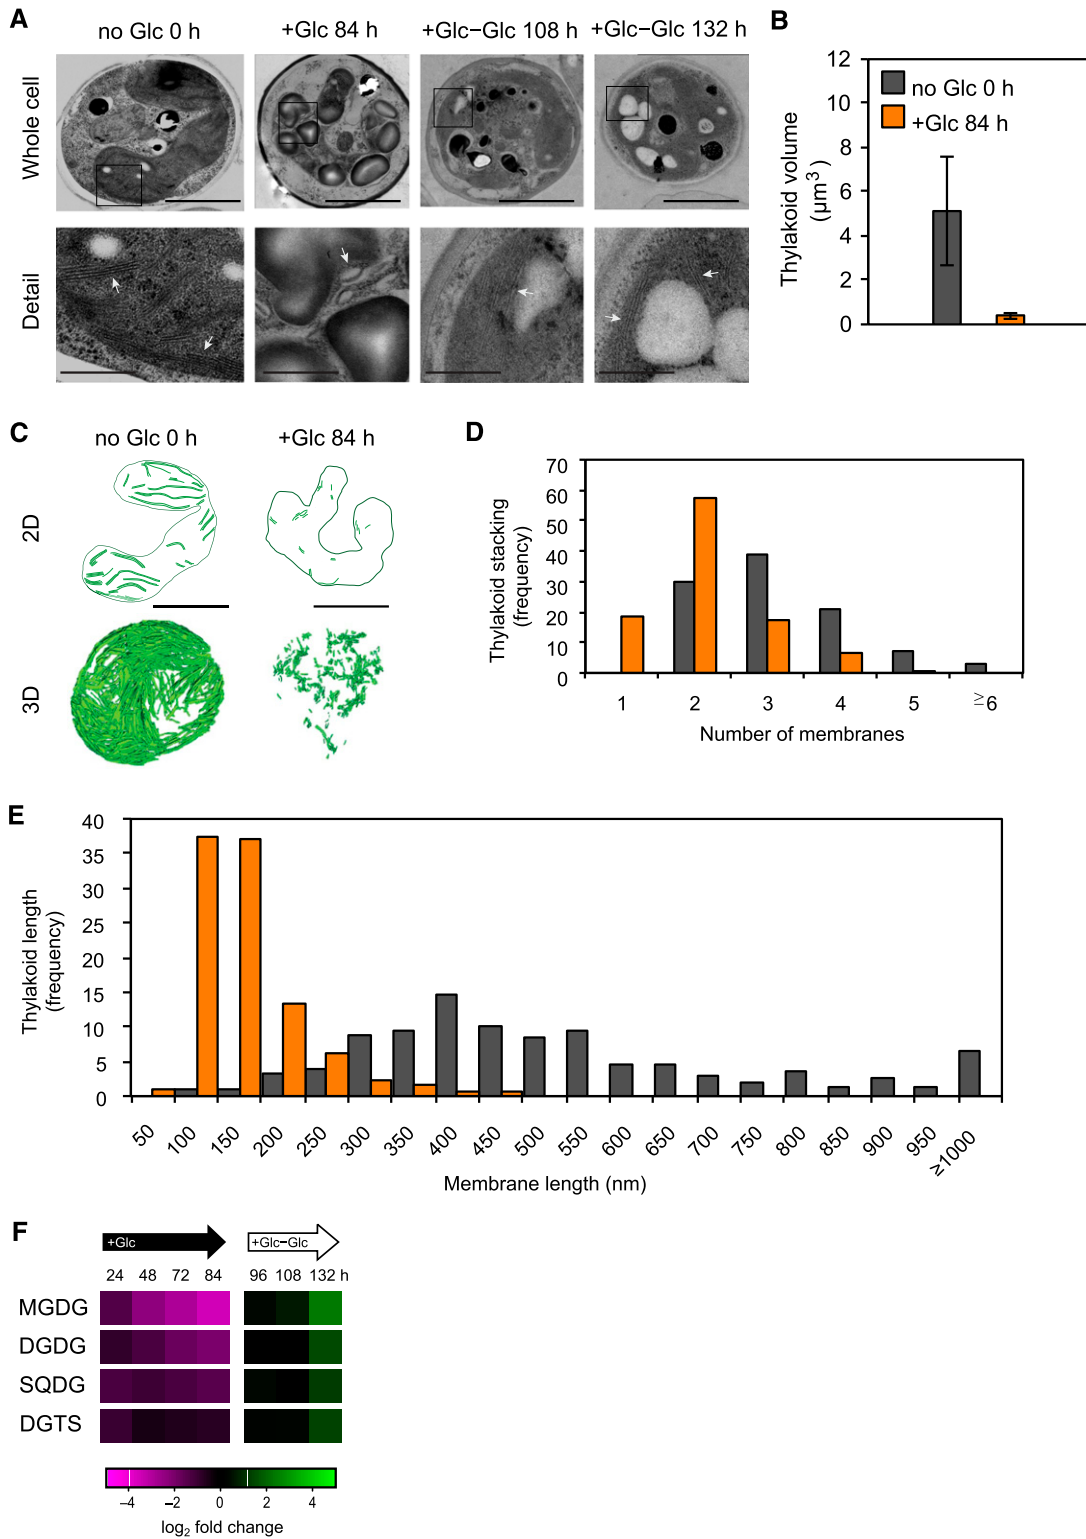 A
no Glc 0 h
+Glc 84 h
+Glc−Glc 108 h
+Glc−Glc 132 h
Whole cell
Detail
B
Thylakoid volume
(µm³)
12
10
8
6
4
2
0
no Glc 0 h
+Glc 84 h
C
no Glc 0 h
+Glc 84 h
2D
3D
D
Thylakoid stacking
(frequency)
70
60
50
40
30
20
10
0
1 2 3 4 5 ≥6
Number of membranes
E
Thylakoid length
(frequency)
40
35
30
25
20
15
10
5
0
50 100 150 200 250 300 350 400 450 500 550 600 650 700 750 800 850 900 950 ≥1000
Membrane length (nm)
F
+Glc
+Glc−Glc
24 48 72 84 96 108 132 h
MGDG
DGDG
SQDG
DGTS
−4 −2 0 2 4
log₂ fold change